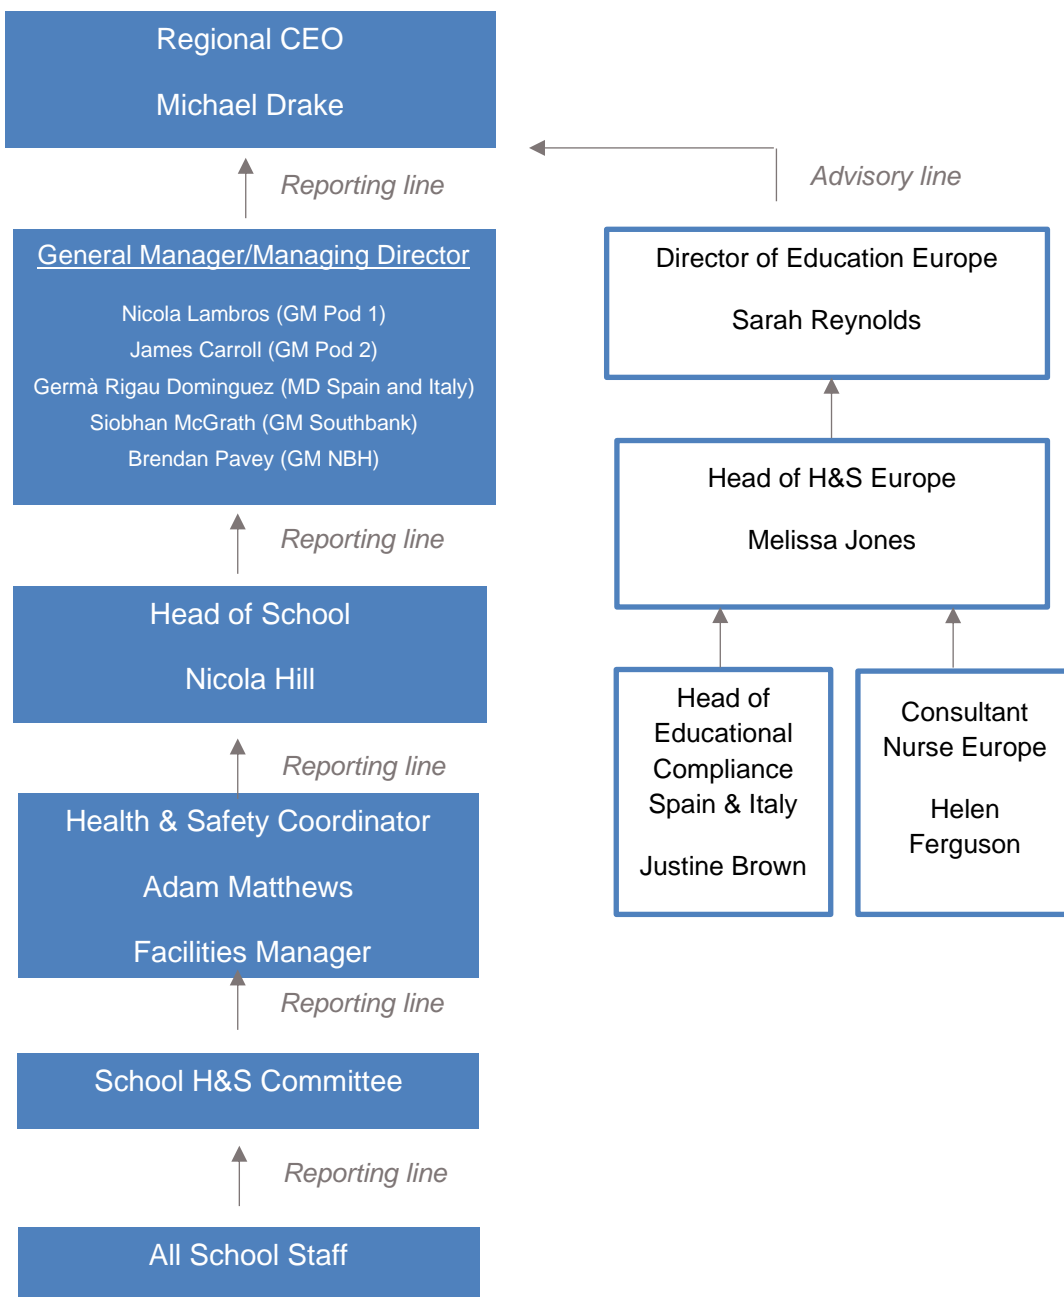 Regional CEO
Michael Drake
Reporting line
General Manager/Managing Director
Nicola Lambros (GM Pod 1)
James Carroll (GM Pod 2)
Germà Rigau Dominguez (MD Spain and Italy)
Siobhan McGrath (GM Southbank)
Brendan Pavey (GM NBH)
Reporting line
Head of School
Nicola Hill
Reporting line
Health & Safety Coordinator
Adam Matthews
Facilities Manager
Reporting line
School H&S Committee
Reporting line
All School Staff
Advisory line
Director of Education Europe
Sarah Reynolds
Head of H&S Europe
Melissa Jones
Head of
Educational
Compliance
Spain & Italy
Justine Brown
Consultant
Nurse Europe
Helen
Ferguson